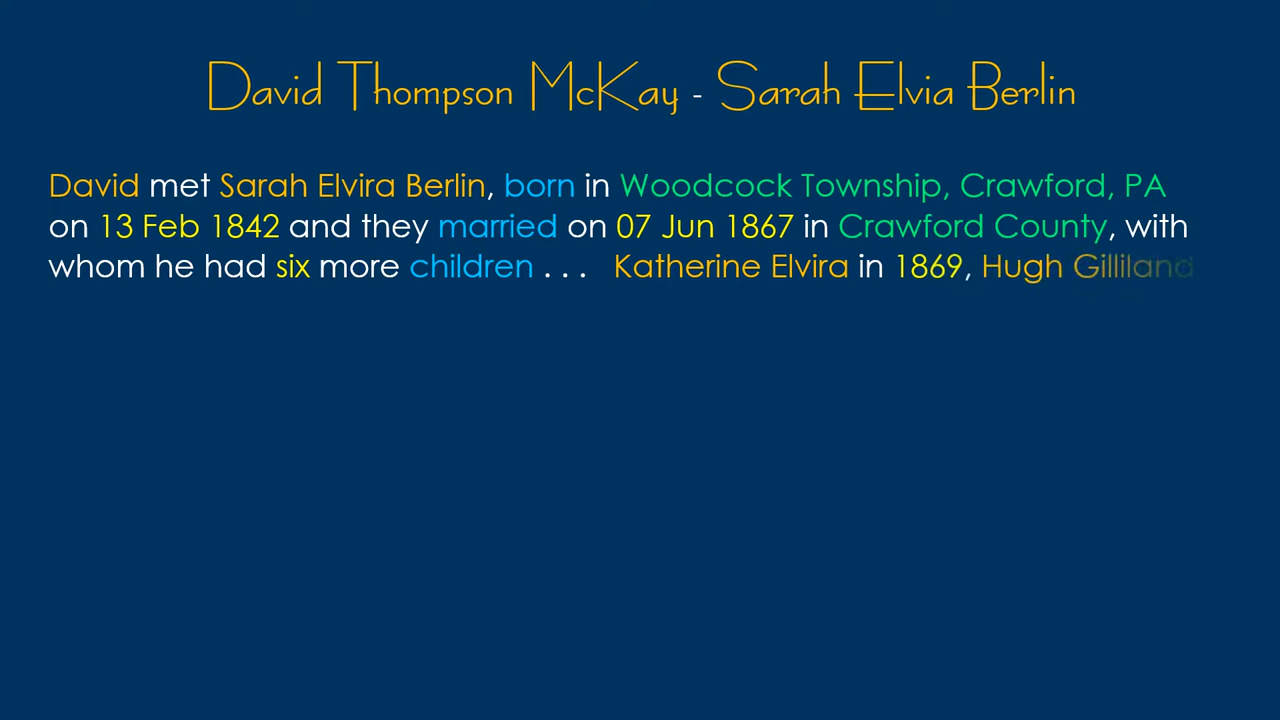 David Thompson McKay - Sarah Elvia Berlin
David met Sarah Elvira Berlin, born in Woodcock Township, Crawford, PA
on 13 Feb 1842 and they married on 07 Jun 1867 in Crawford County, with
whom he had six more children . . . Katherine Elvira in 1869, Hugh Gilliland